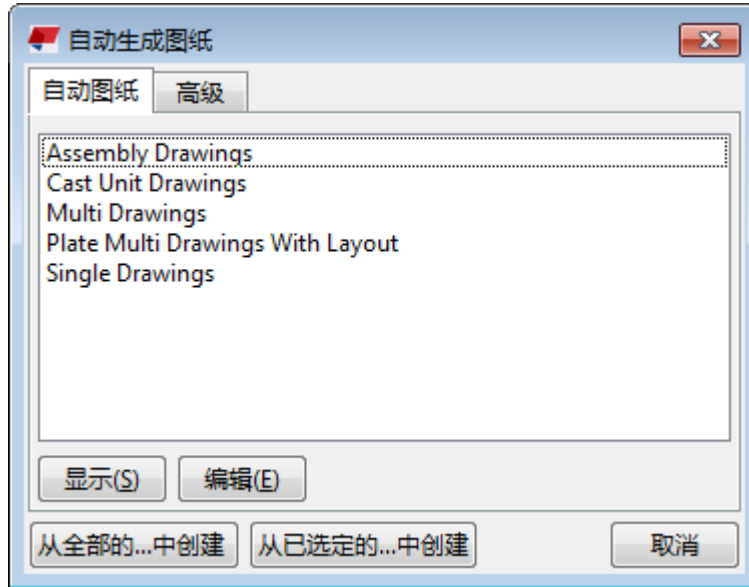 自动生成图纸
自动图纸 高级
Assembly Drawings
Cast Unit Drawings
Multi Drawings
Plate Multi Drawings With Layout
Single Drawings
显示(S) 编辑(E)
从全部的...中创建 从已选定的...中创建 取消